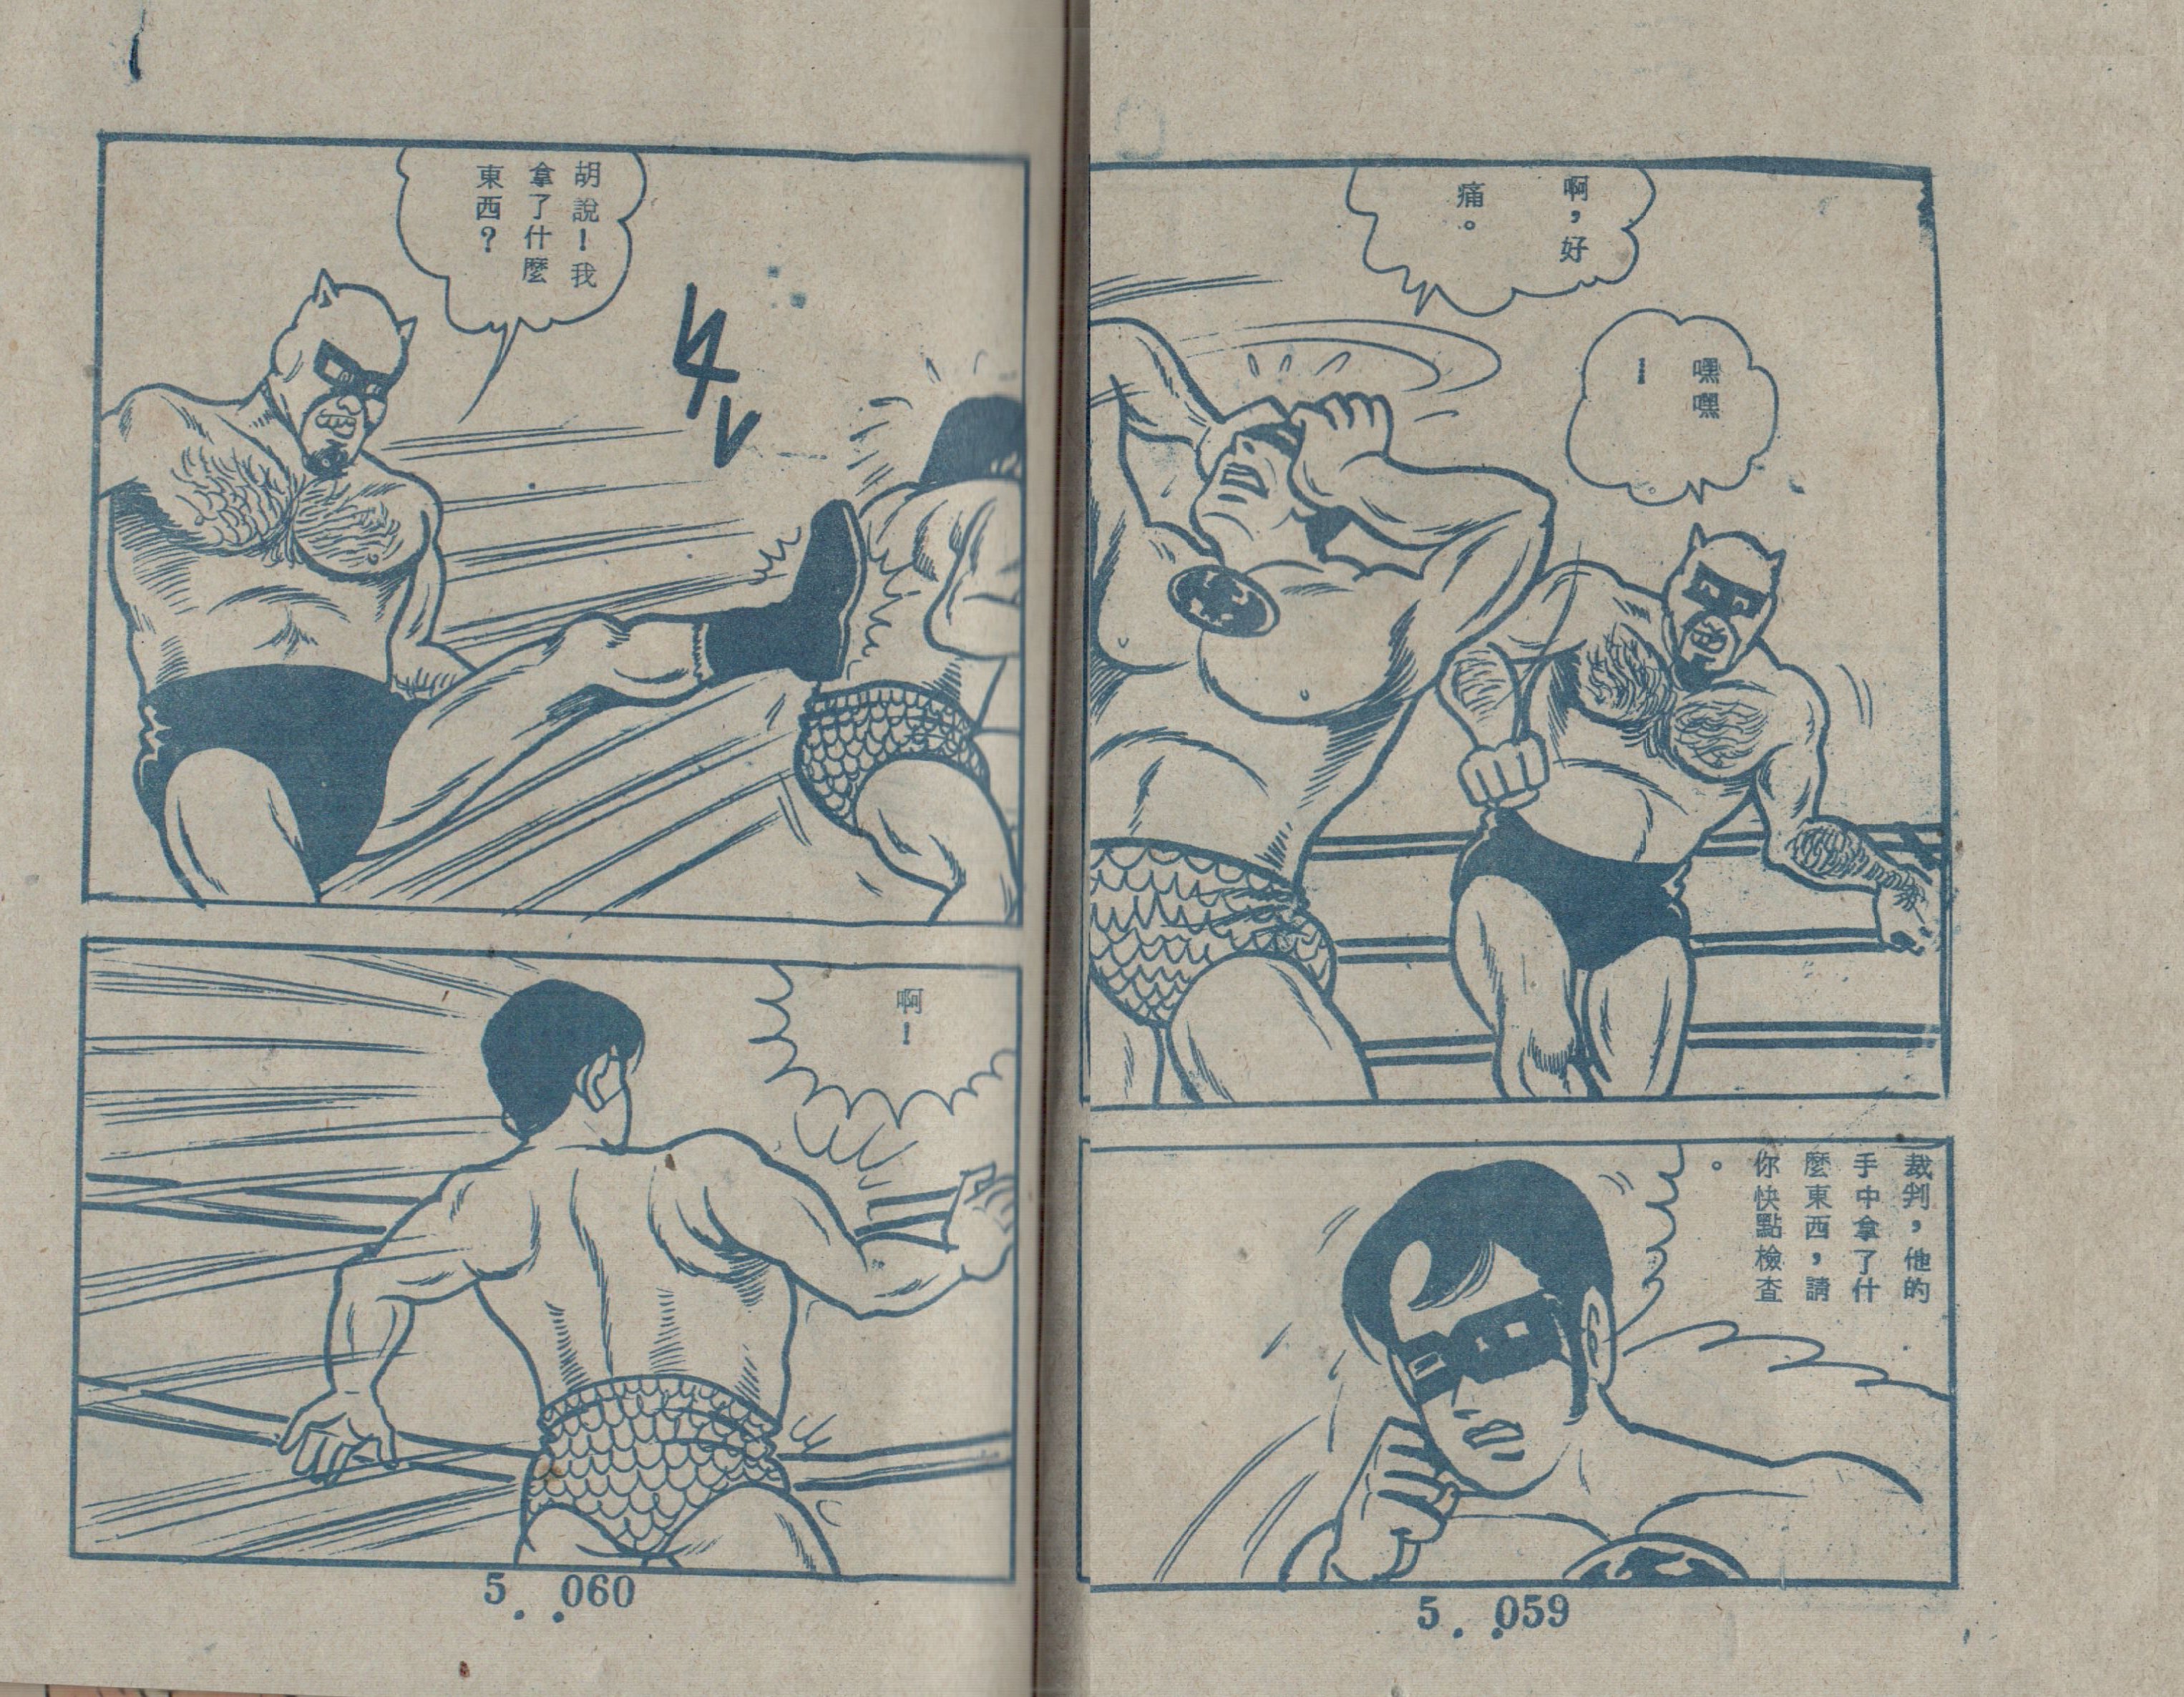 啊，好
痛。
嘿嘿
！
裁判，他的
手中拿了什
麼東西，請
你快點檢查
。
5..059
胡說！我
拿了什麼
東西？
啊！
5..060